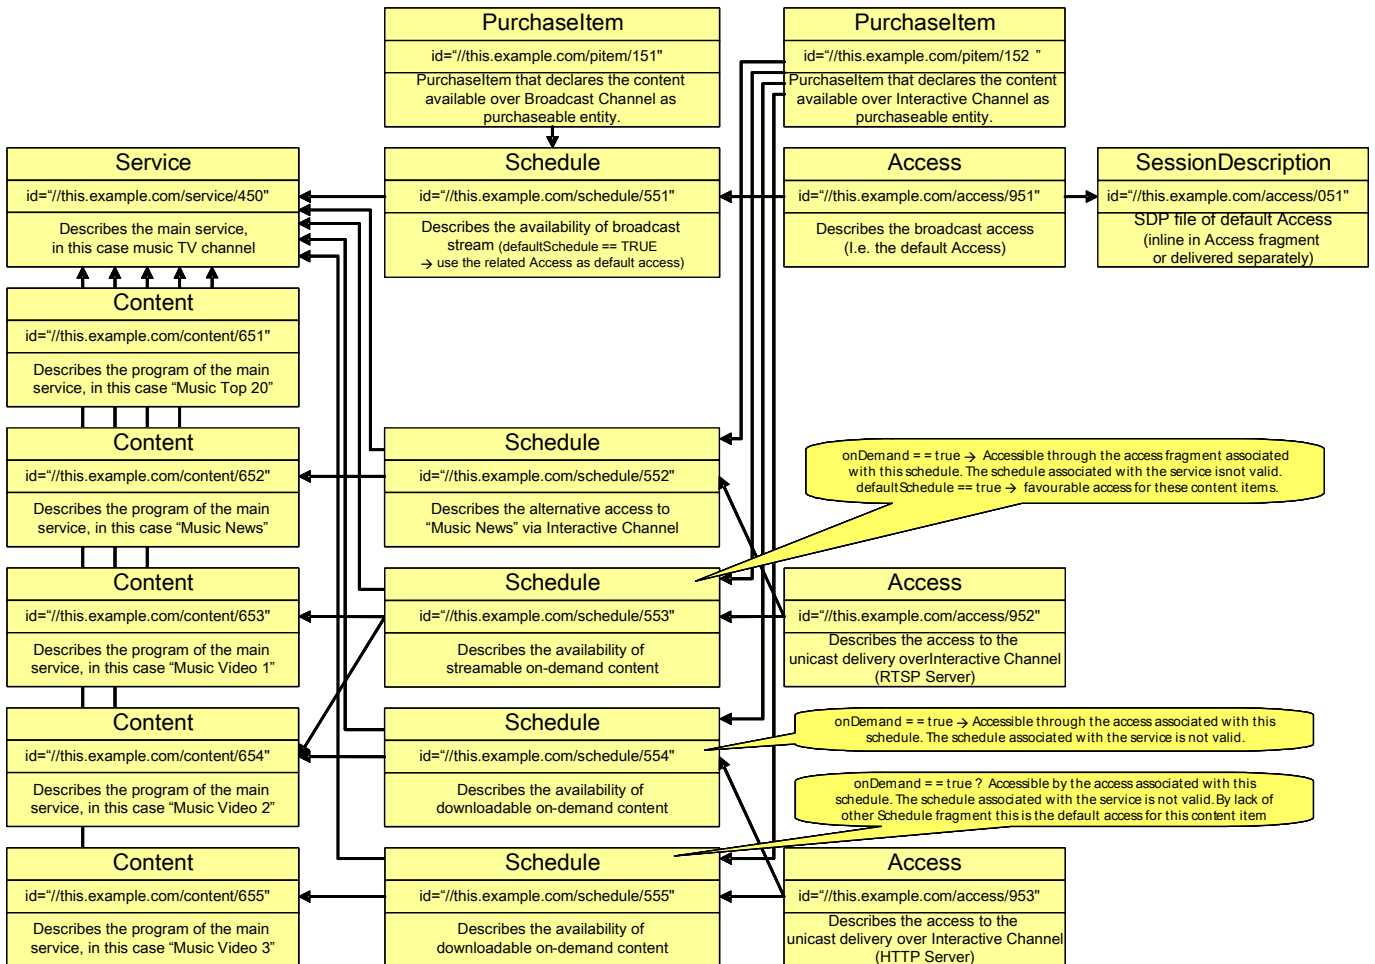 PurchaseItem
id="//this.example.com/pitem/151"
PurchaseItem that declares the content
available over Broadcast Channel as
purchaseable entity.
PurchaseItem
id="//this.example.com/pitem/152 "
PurchaseItem that declares the content
available over Interactive Channel as
purchaseable entity.
Service
id="//this.example.com/service/450"
Describes the main service,
in this case music TV channel
Schedule
id="//this.example.com/schedule/551"
Describes the availability of broadcast
stream (defaultSchedule == TRUE
→ use the related Access as default access)
Access
id="//this.example.com/access/951"
Describes the broadcast access
(I.e. the default Access)
SessionDescription
id="//this.example.com/access/051"
SDP file of default Access
(inline in Access fragment
or delivered separately)
Content
id="//this.example.com/content/651"
Describes the program of the main
service, in this case “Music Top 20”
Content
id="//this.example.com/content/652"
Describes the program of the main
service, in this case “Music News”
Schedule
id="//this.example.com/schedule/552"
Describes the alternative access to
“Music News” via Interactive Channel
onDemand == true → Accessible through the access fragment associated
with this schedule. The schedule associated with the service isnot valid.
defaultSchedule == true → favourable access for these content items.
Content
id="//this.example.com/content/653"
Describes the program of the main
service, in this case “Music Video 1”
Schedule
id="//this.example.com/schedule/553"
Describes the availability of
streamable on-demand content
Access
id="//this.example.com/access/952"
Describes the access to the
unicast delivery overInteractive Channel
(RTSP Server)
Content
id="//this.example.com/content/654"
Describes the program of the main
service, in this case “Music Video 2”
Schedule
id="//this.example.com/schedule/554"
Describes the availability of
downloadable on-demand content
onDemand == true → Accessible through the access associated with this
schedule. The schedule associated with the service is not valid.
onDemand == true ? Accessible by the access associated with this
schedule. The schedule associated with the service is not valid. By lack of
other Schedule fragment this is the default access for this content item
Content
id="//this.example.com/content/655"
Describes the program of the main
service, in this case “Music Video 3”
Schedule
id="//this.example.com/schedule/555"
Describes the availability of
downloadable on-demand content
Access
id="//this.example.com/access/953"
Describes the access to the
unicast delivery over Interactive Channel
(HTTP Server)